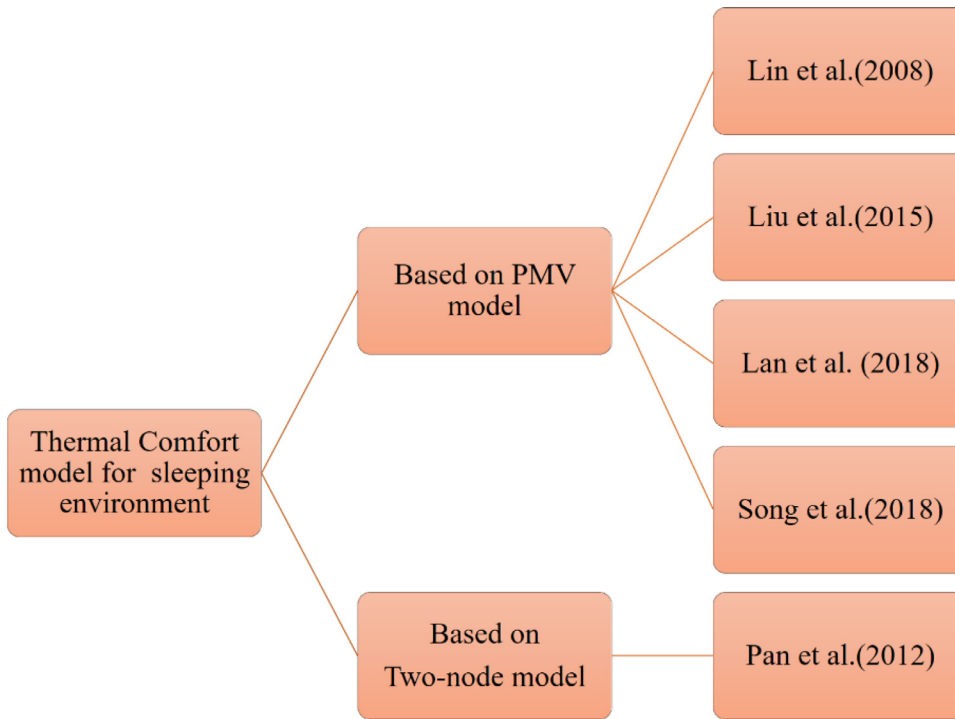 Lin et al.(2008)
Liu et al.(2015)
Based on PMV
model
Lan et al. (2018)
Thermal Comfort
model for  sleeping
environment
Song et al.(2018)
Based on
Two-node model
Pan et al.(2012)